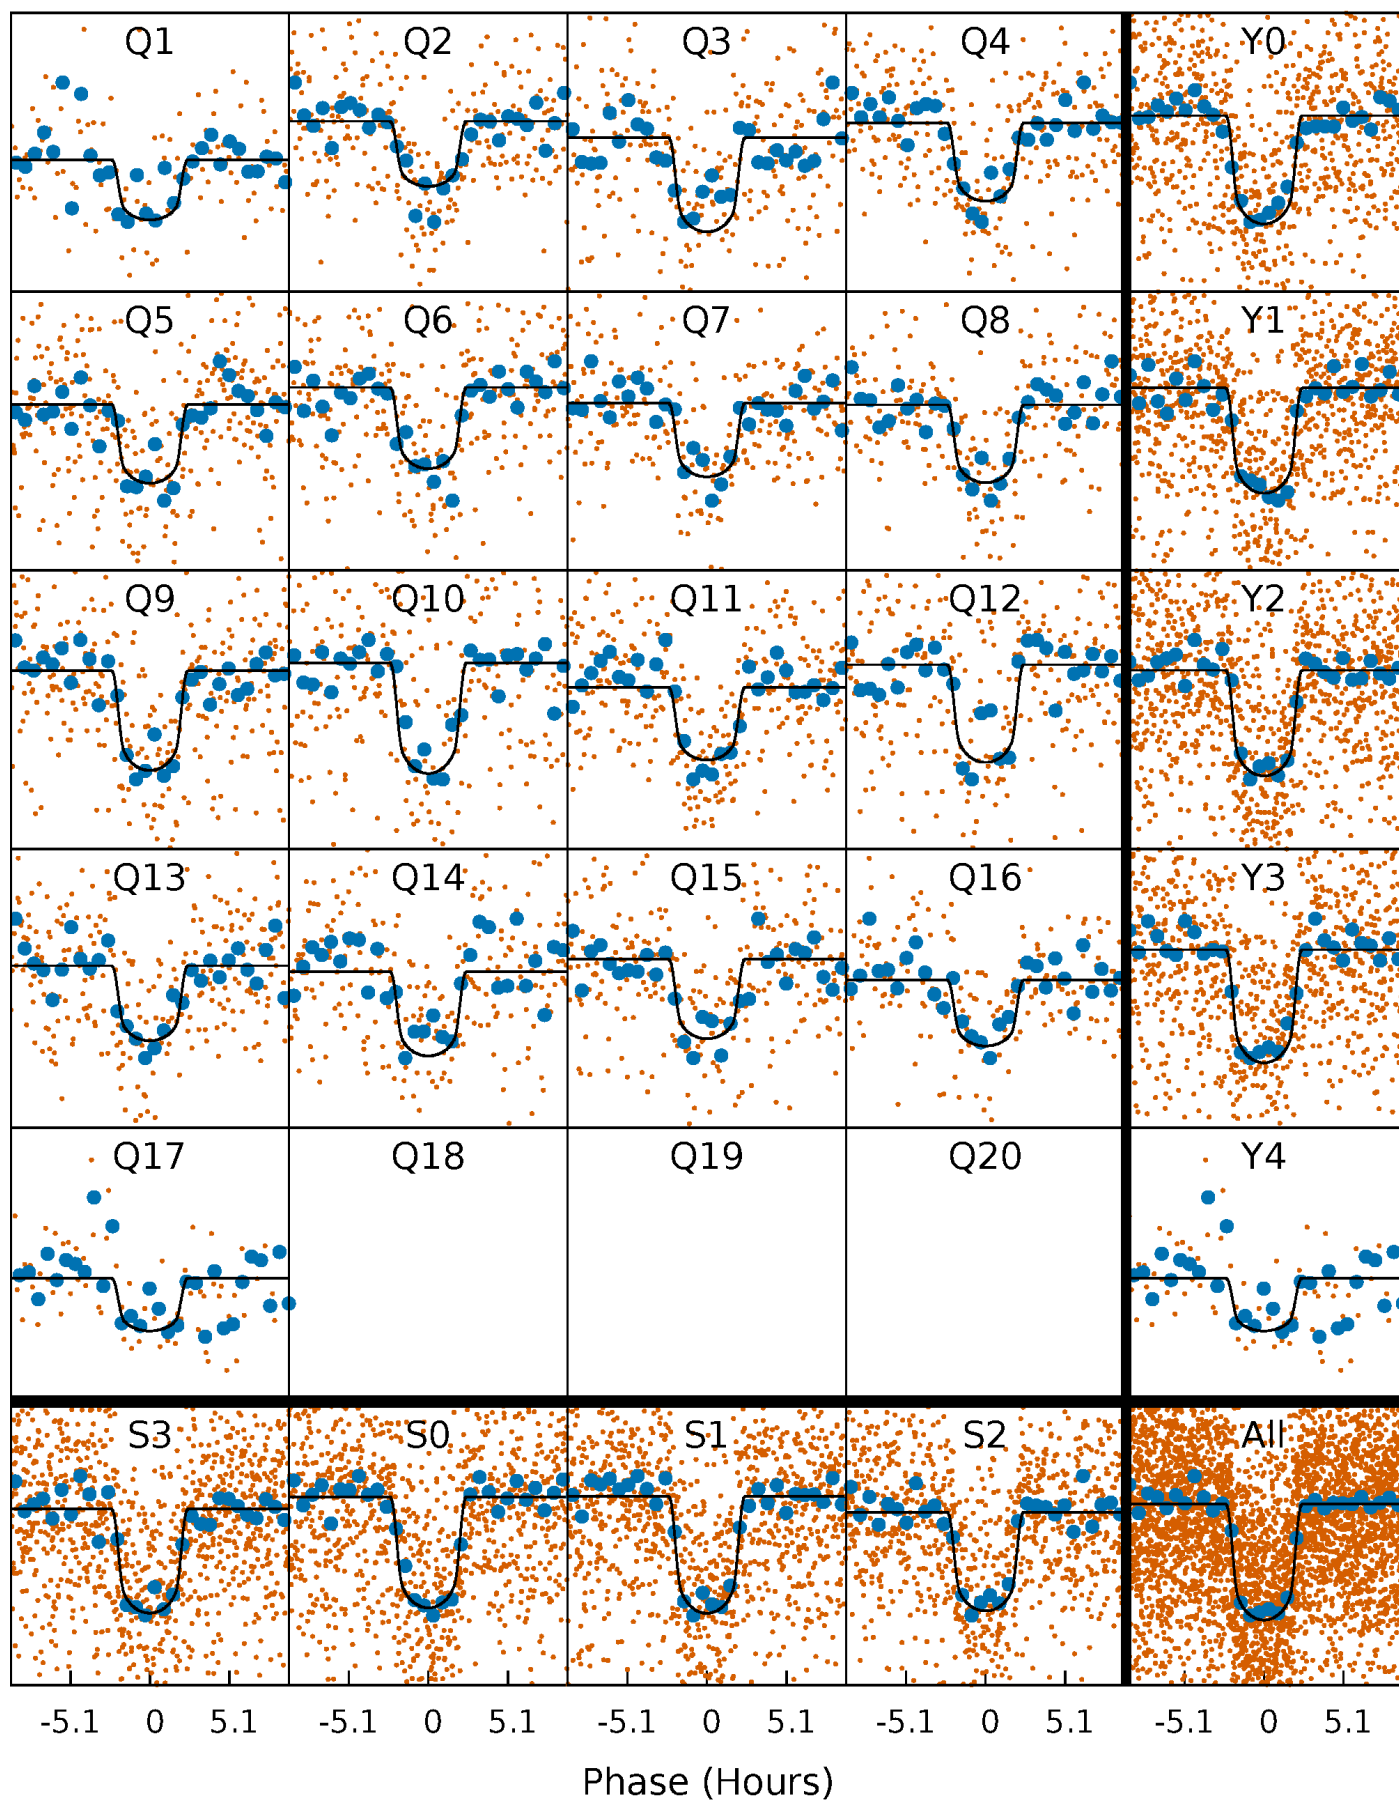 Q1 Q2 Q3 Q4 Y0
Q5 Q6 Q7 Q8 Y1
Q9 Q10 Q11 Q12 Y2
Q13 Q14 Q15 Q16 Y3
Q17 Q18 Q19 Q20 Y4
S3 S0 S1 S2 All
-5.1 0 5.1 -5.1 0 5.1 -5.1 0 5.1 -5.1 0 5.1 -5.1 0 5.1
Phase (Hours)